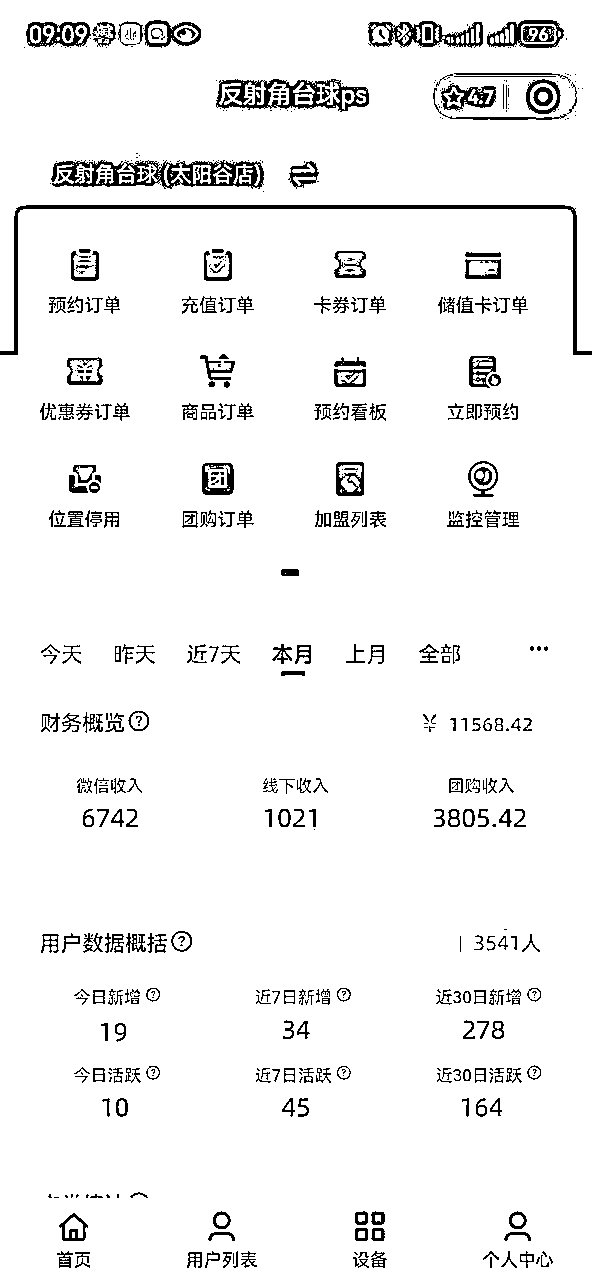 09:09 96
反射角台球ps 4.7
反射角台球(太阳谷店)
预约订单 充值订单 卡券订单 储值卡订单
优惠券订单 商品订单 预约看板 立即预约
位置停用 团购订单 加盟列表 监控管理
今天 昨天 近7天 本月 上月 全部 ···
财务概览 ¥ 11568.42
微信收入 线下收入 团购收入
6742 1021 3805.42
用户数据概括 3541人
今日新增 近7日新增 近30日新增
19 34 278
今日活跃 近7日活跃 近30日活跃
10 45 164
首页 用户列表 设备 个人中心